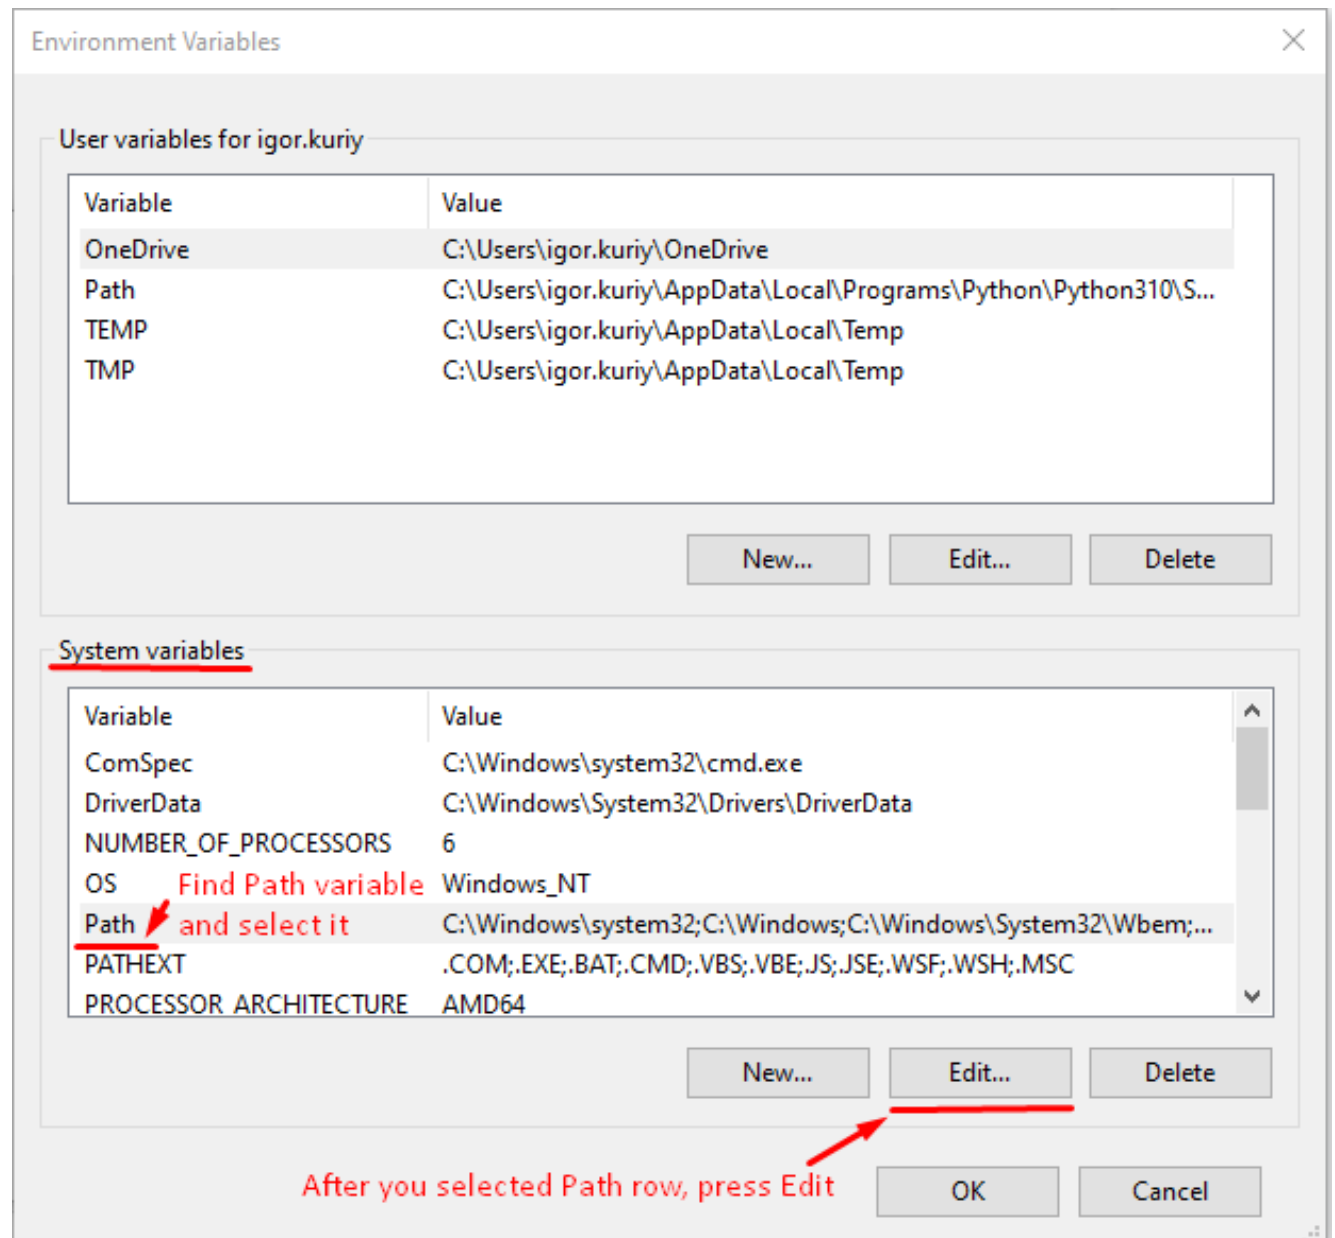 Environment Variables
User variables for igor.kuriy
Variable Value
OneDrive C:\Users\igor.kuriy\OneDrive
Path C:\Users\igor.kuriy\AppData\Local\Programs\Python\Python310\S...
TEMP C:\Users\igor.kuriy\AppData\Local\Temp
TMP C:\Users\igor.kuriy\AppData\Local\Temp
New... Edit... Delete
System variables
Variable Value
ComSpec C:\Windows\system32\cmd.exe
DriverData C:\Windows\System32\Drivers\DriverData
NUMBER_OF_PROCESSORS 6
OS Find Path variable Windows_NT
Path and select it C:\Windows\system32;C:\Windows;C:\Windows\System32\Wbem;...
PATHEXT .COM;.EXE;.BAT;.CMD;.VBS;.VBE;.JS;.JSE;.WSF;.WSH;.MSC
PROCESSOR_ARCHITECTURE AMD64
New... Edit... Delete
After you selected Path row, press Edit
OK Cancel